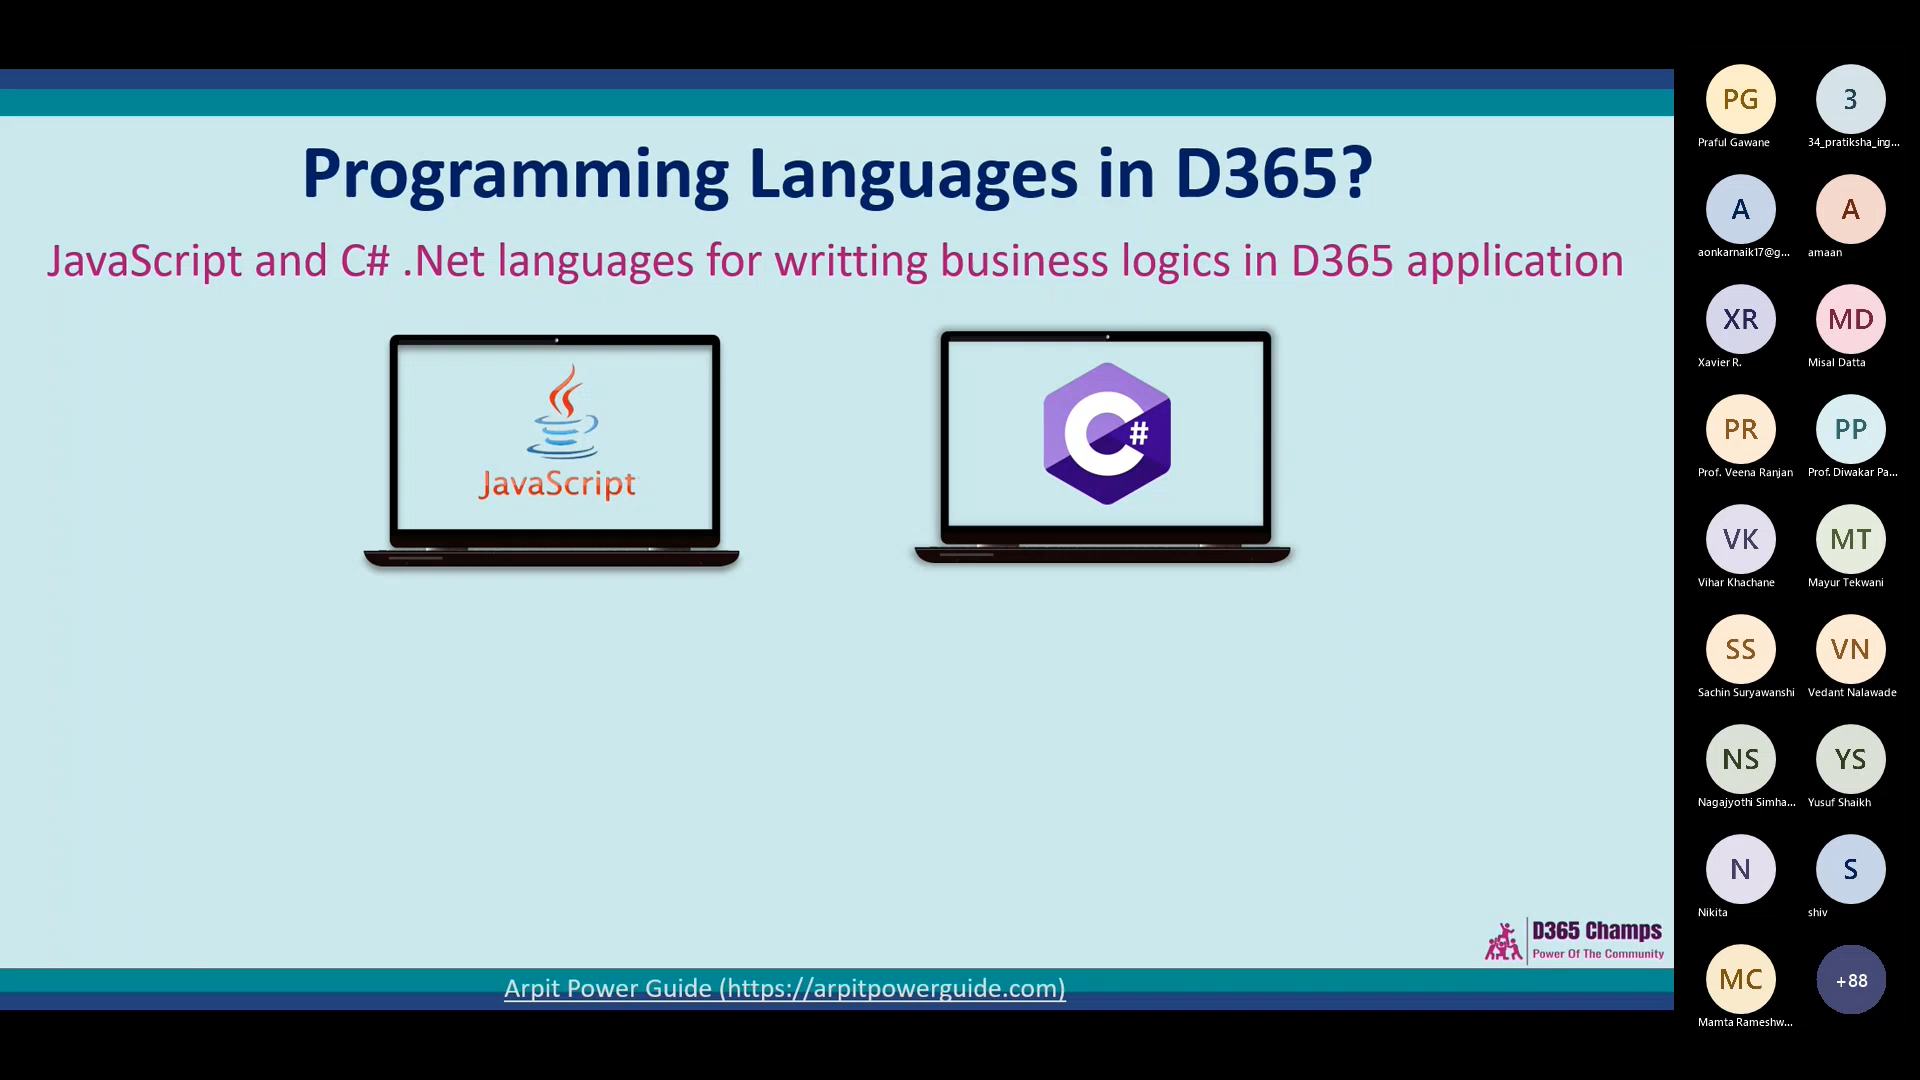 Programming Languages in D365?
JavaScript and C# .Net languages for writting business logics in D365 application
JavaScript
C#
D365 Champs
Power Of The Community
Arpit Power Guide (https://arpitpowerguide.com)
PG
Praful Gawane
3
34_pratiksha_ing...
A
aonkarnaik17@g...
A
amaan
XR
Xavier R.
MD
Misal Datta
PR
Prof. Veena Ranjan
PP
Prof. Diwakar Pa...
VK
Vihar Khachane
MT
Mayur Tekwani
SS
Sachin Suryawanshi
VN
Vedant Nalawade
NS
Nagajyothi Simha...
YS
Yusuf Shaikh
N
Nikita
S
shiv
MC
Mamta Rameshw...
+88